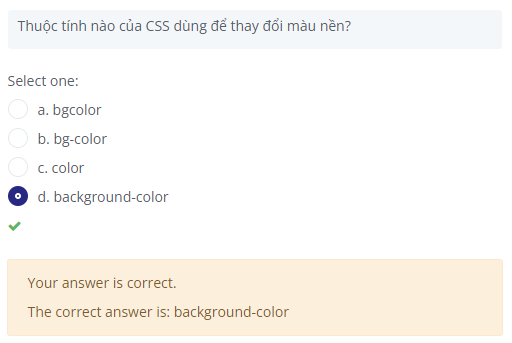 Thuộc tính nào của CSS dùng để thay đổi màu nền?
Select one:
a. bgcolor
b. bg-color
c. color
d. background-color
Your answer is correct.
The correct answer is: background-color